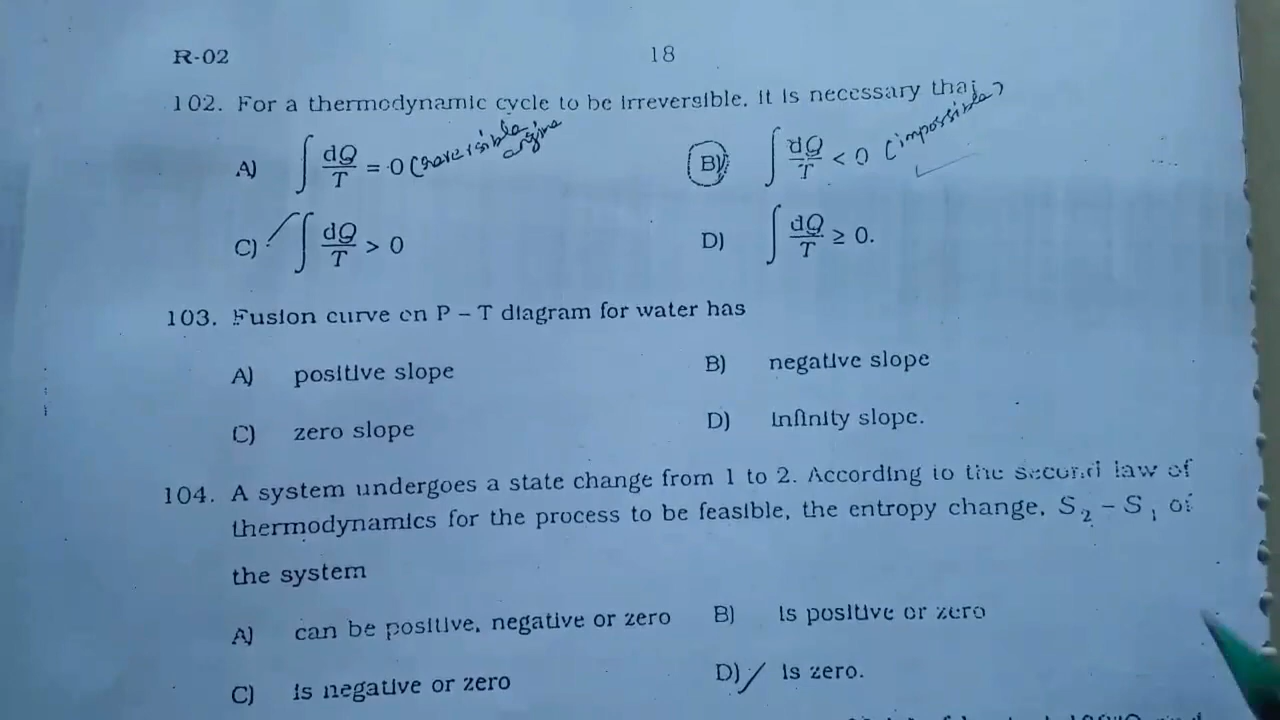 R-02 18
102. For a thermodynamic cycle to be irreversible, it is necessary that
A) ∫ dQ/T = 0 (reversible engine
B) ∫ dQ/T < 0 (impossible)
C) ∫ dQ/T > 0
D) ∫ dQ/T ≥ 0.
103. Fusion curve on P – T diagram for water has
A) positive slope
B) negative slope
C) zero slope
D) infinity slope.
104. A system undergoes a state change from 1 to 2. According to the second law of
thermodynamics for the process to be feasible, the entropy change, S₂ – S₁ of
the system
A) can be positive, negative or zero
B) is positive or zero
C) is negative or zero
D) is zero.